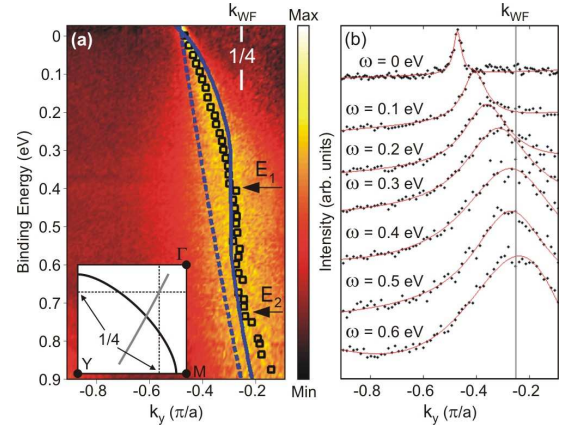 k_WF
k_WF
(a)
1/4
Max
Min
(b)
0
0.1
0.2
0.3
0.4
0.5
0.6
0.7
0.8
0.9
Binding Energy (eV)
E₁
E₂
Γ
1/4
Y
M
-0.8 -0.6 -0.4 -0.2
k_y (π/a)
Intensity (arb. units)
ω = 0 eV
ω = 0.1 eV
ω = 0.2 eV
ω = 0.3 eV
ω = 0.4 eV
ω = 0.5 eV
ω = 0.6 eV
-0.8 -0.6 -0.4 -0.2
k_y (π/a)